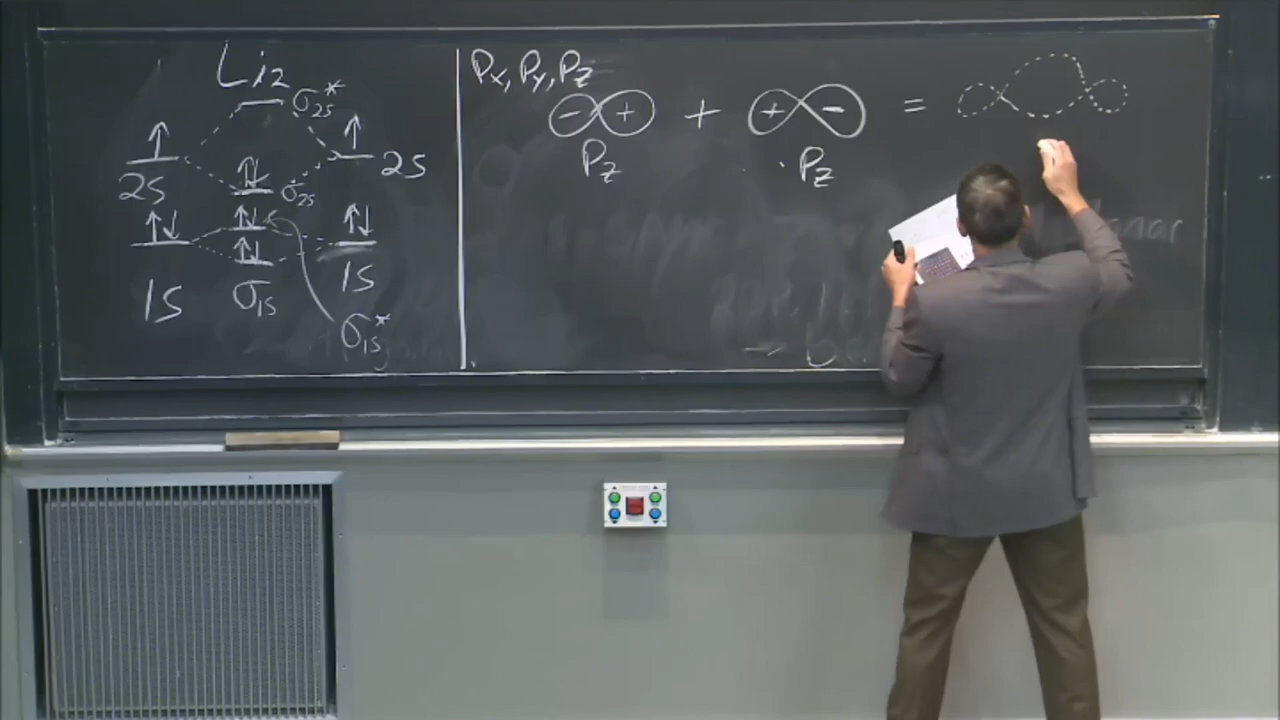 Li2
σ2s*
2s
2s
σ2s
1s
σ1s
1s
σ1s*
Px, Py, Pz
- + + + - =
Pz Pz